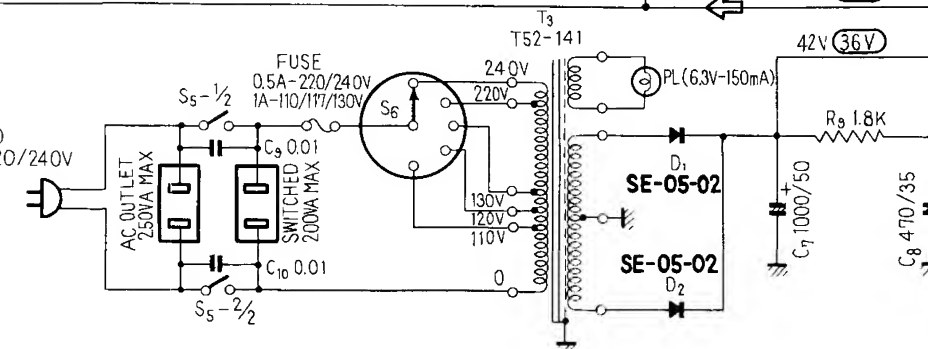 T3
T52-141
42V 36V
FUSE
0.5A-220/240V
1A-110/117/130V
240V
220V
S6
PL(6.3V-150mA)
S5-1/2
R9 1.8K
20/240V
C9 0.01
D1
SE-05-02
AC OUTLET
250VA MAX
SWITCHED
200VA MAX
130V
120V
110V
+
C7 1000/50
C8 470/35
SE-05-02
D2
C10 0.01
0
S5-2/2